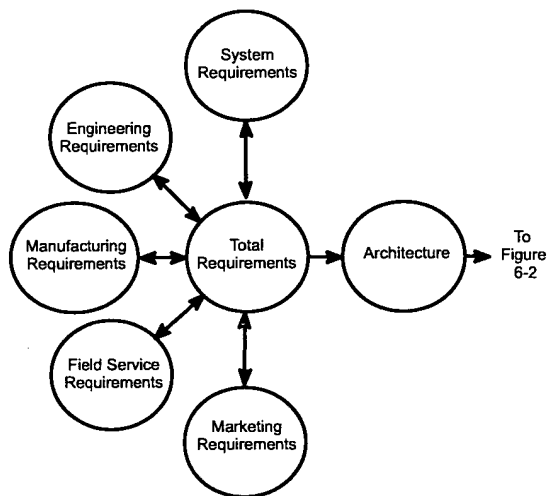 System
Requirements
Engineering
Requirements
Manufacturing
Requirements
Total
Requirements
Architecture
To
Figure
6-2
Field Service
Requirements
Marketing
Requirements